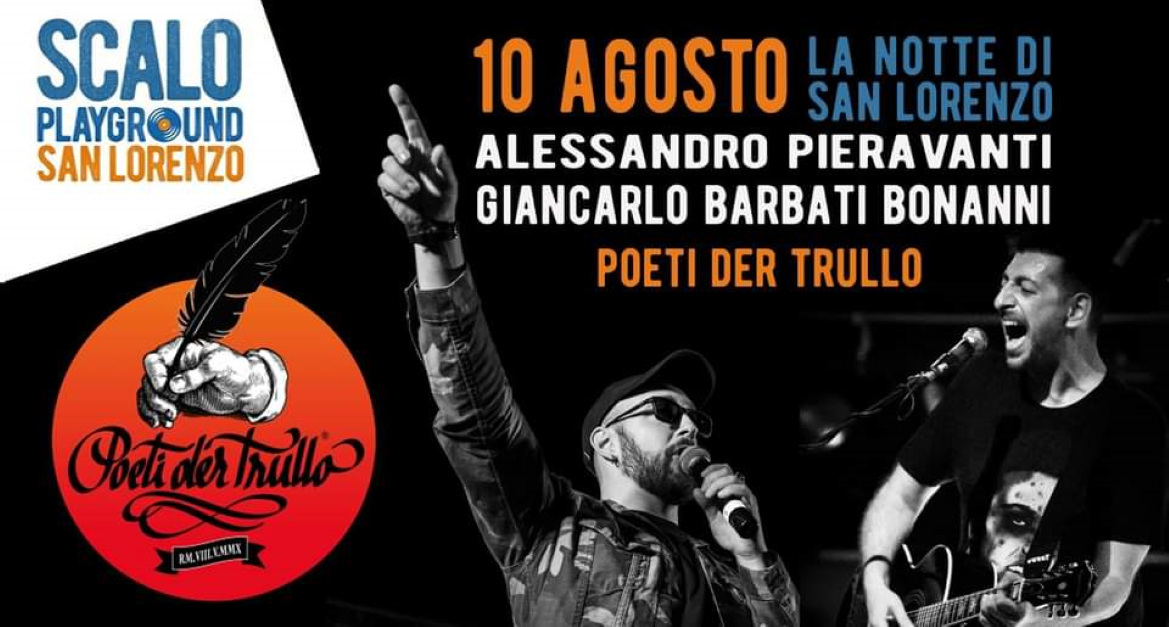 SCALO
PLAYGROUND
SAN LORENZO
10 AGOSTO
LA NOTTE DI
SAN LORENZO
ALESSANDRO PIERAVANTI
GIANCARLO BARBATI BONANNI
POETI DER TRULLO
Poeti der Trullo®
R.M.VIII.V.MMX